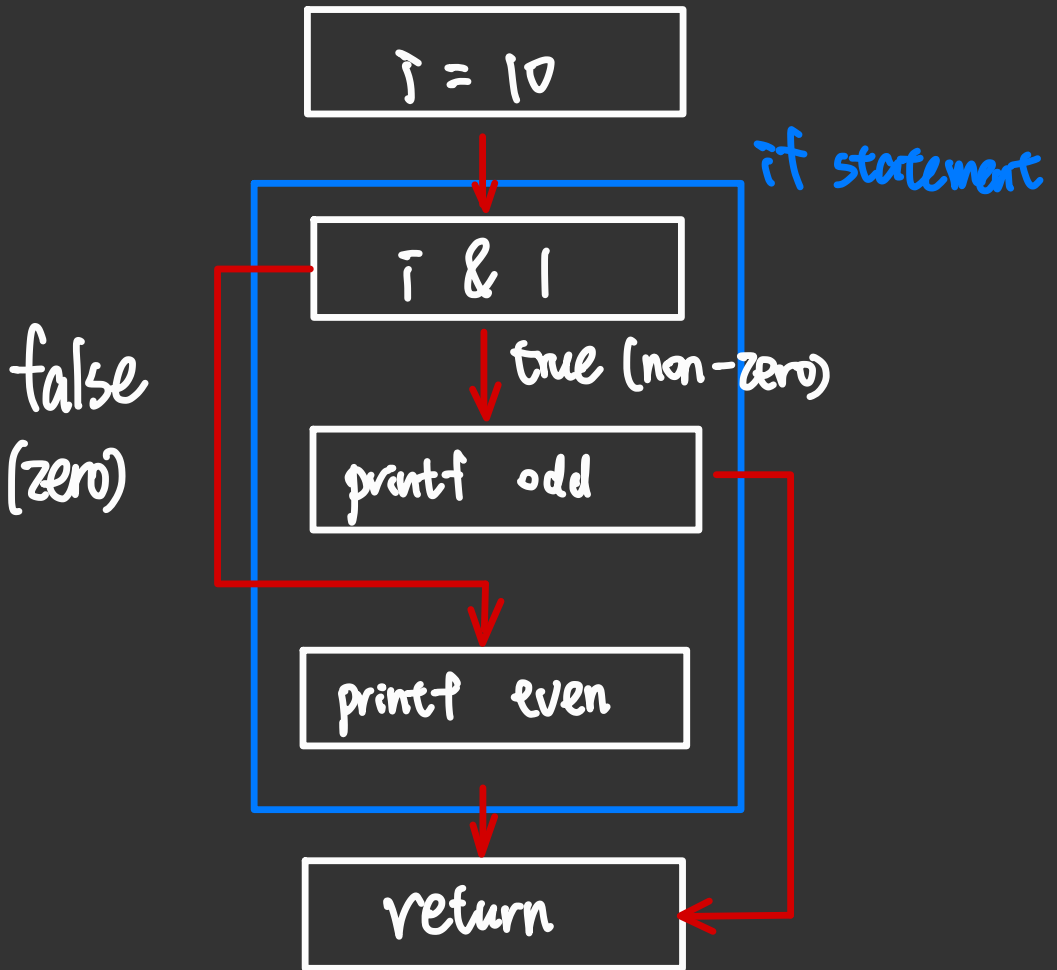 i = 10
if statement
i & 1
true (non-zero)
false
(zero)
printf odd
printf even
return